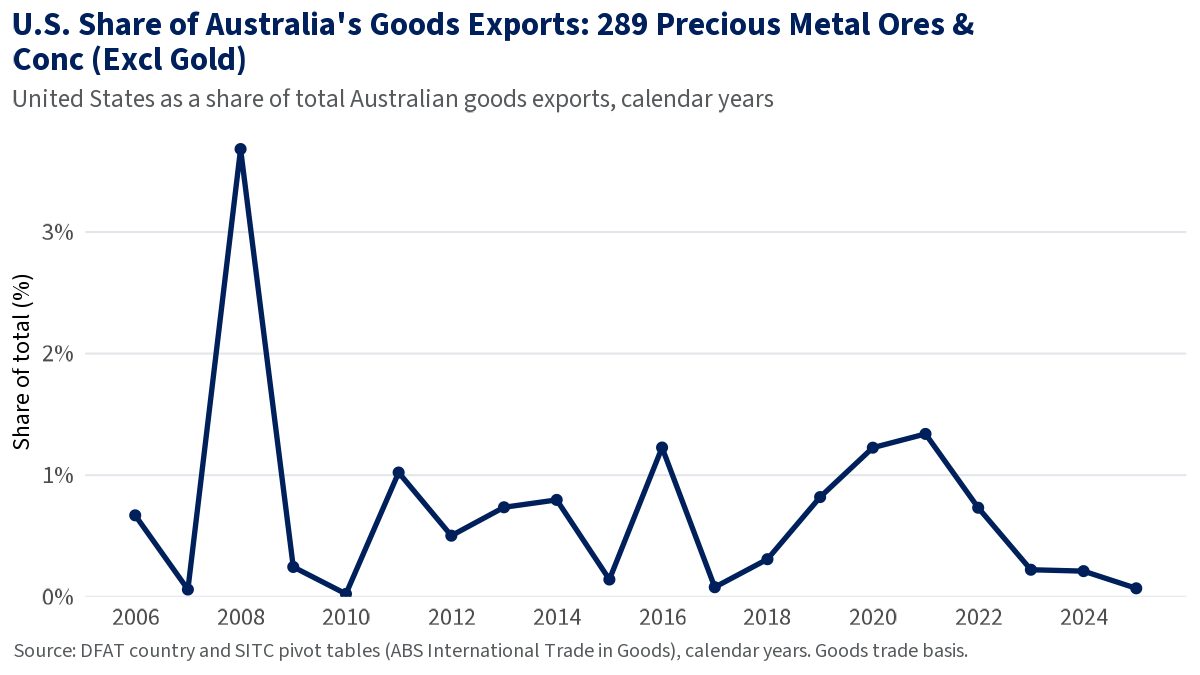 U.S. Share of Australia's Goods Exports: 289 Precious Metal Ores &
Conc (Excl Gold)
United States as a share of total Australian goods exports, calendar years
Share of total (%)
3%
2%
1%
0%
2006 2008 2010 2012 2014 2016 2018 2020 2022 2024
Source: DFAT country and SITC pivot tables (ABS International Trade in Goods), calendar years. Goods trade basis.